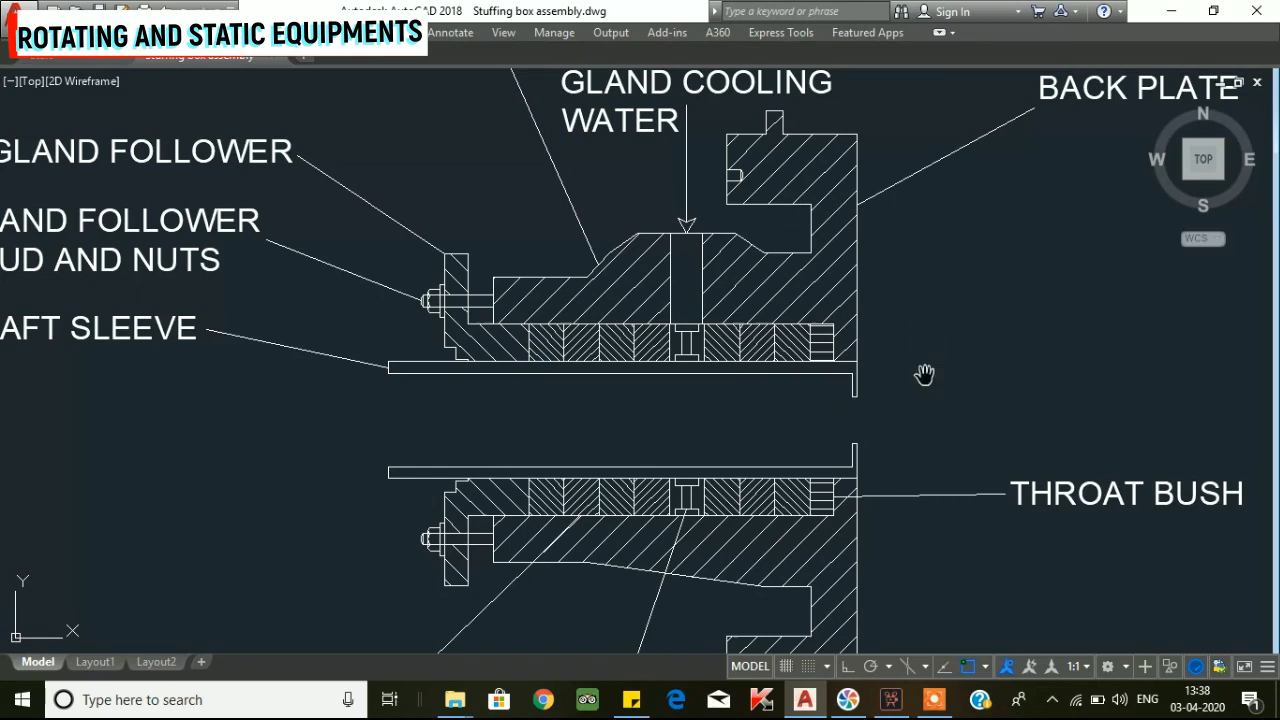 Autodesk AutoCAD 2018 Stuffing box assembly.dwg
Type a keyword or phrase
Sign In
ROTATING AND STATIC EQUIPMENTS
Annotate View Manage Output Add-ins A360 Express Tools Featured Apps
Stuffing box assembly
[−][Top][2D Wireframe]
GLAND COOLING
WATER
BACK PLATE
N
W TOP E
S
WCS
GLAND FOLLOWER
AND FOLLOWER
UD AND NUTS
AFT SLEEVE
THROAT BUSH
Y
X
Model Layout1 Layout2 +
MODEL 1:1
Type here to search
ENG
13:38
03-04-2020